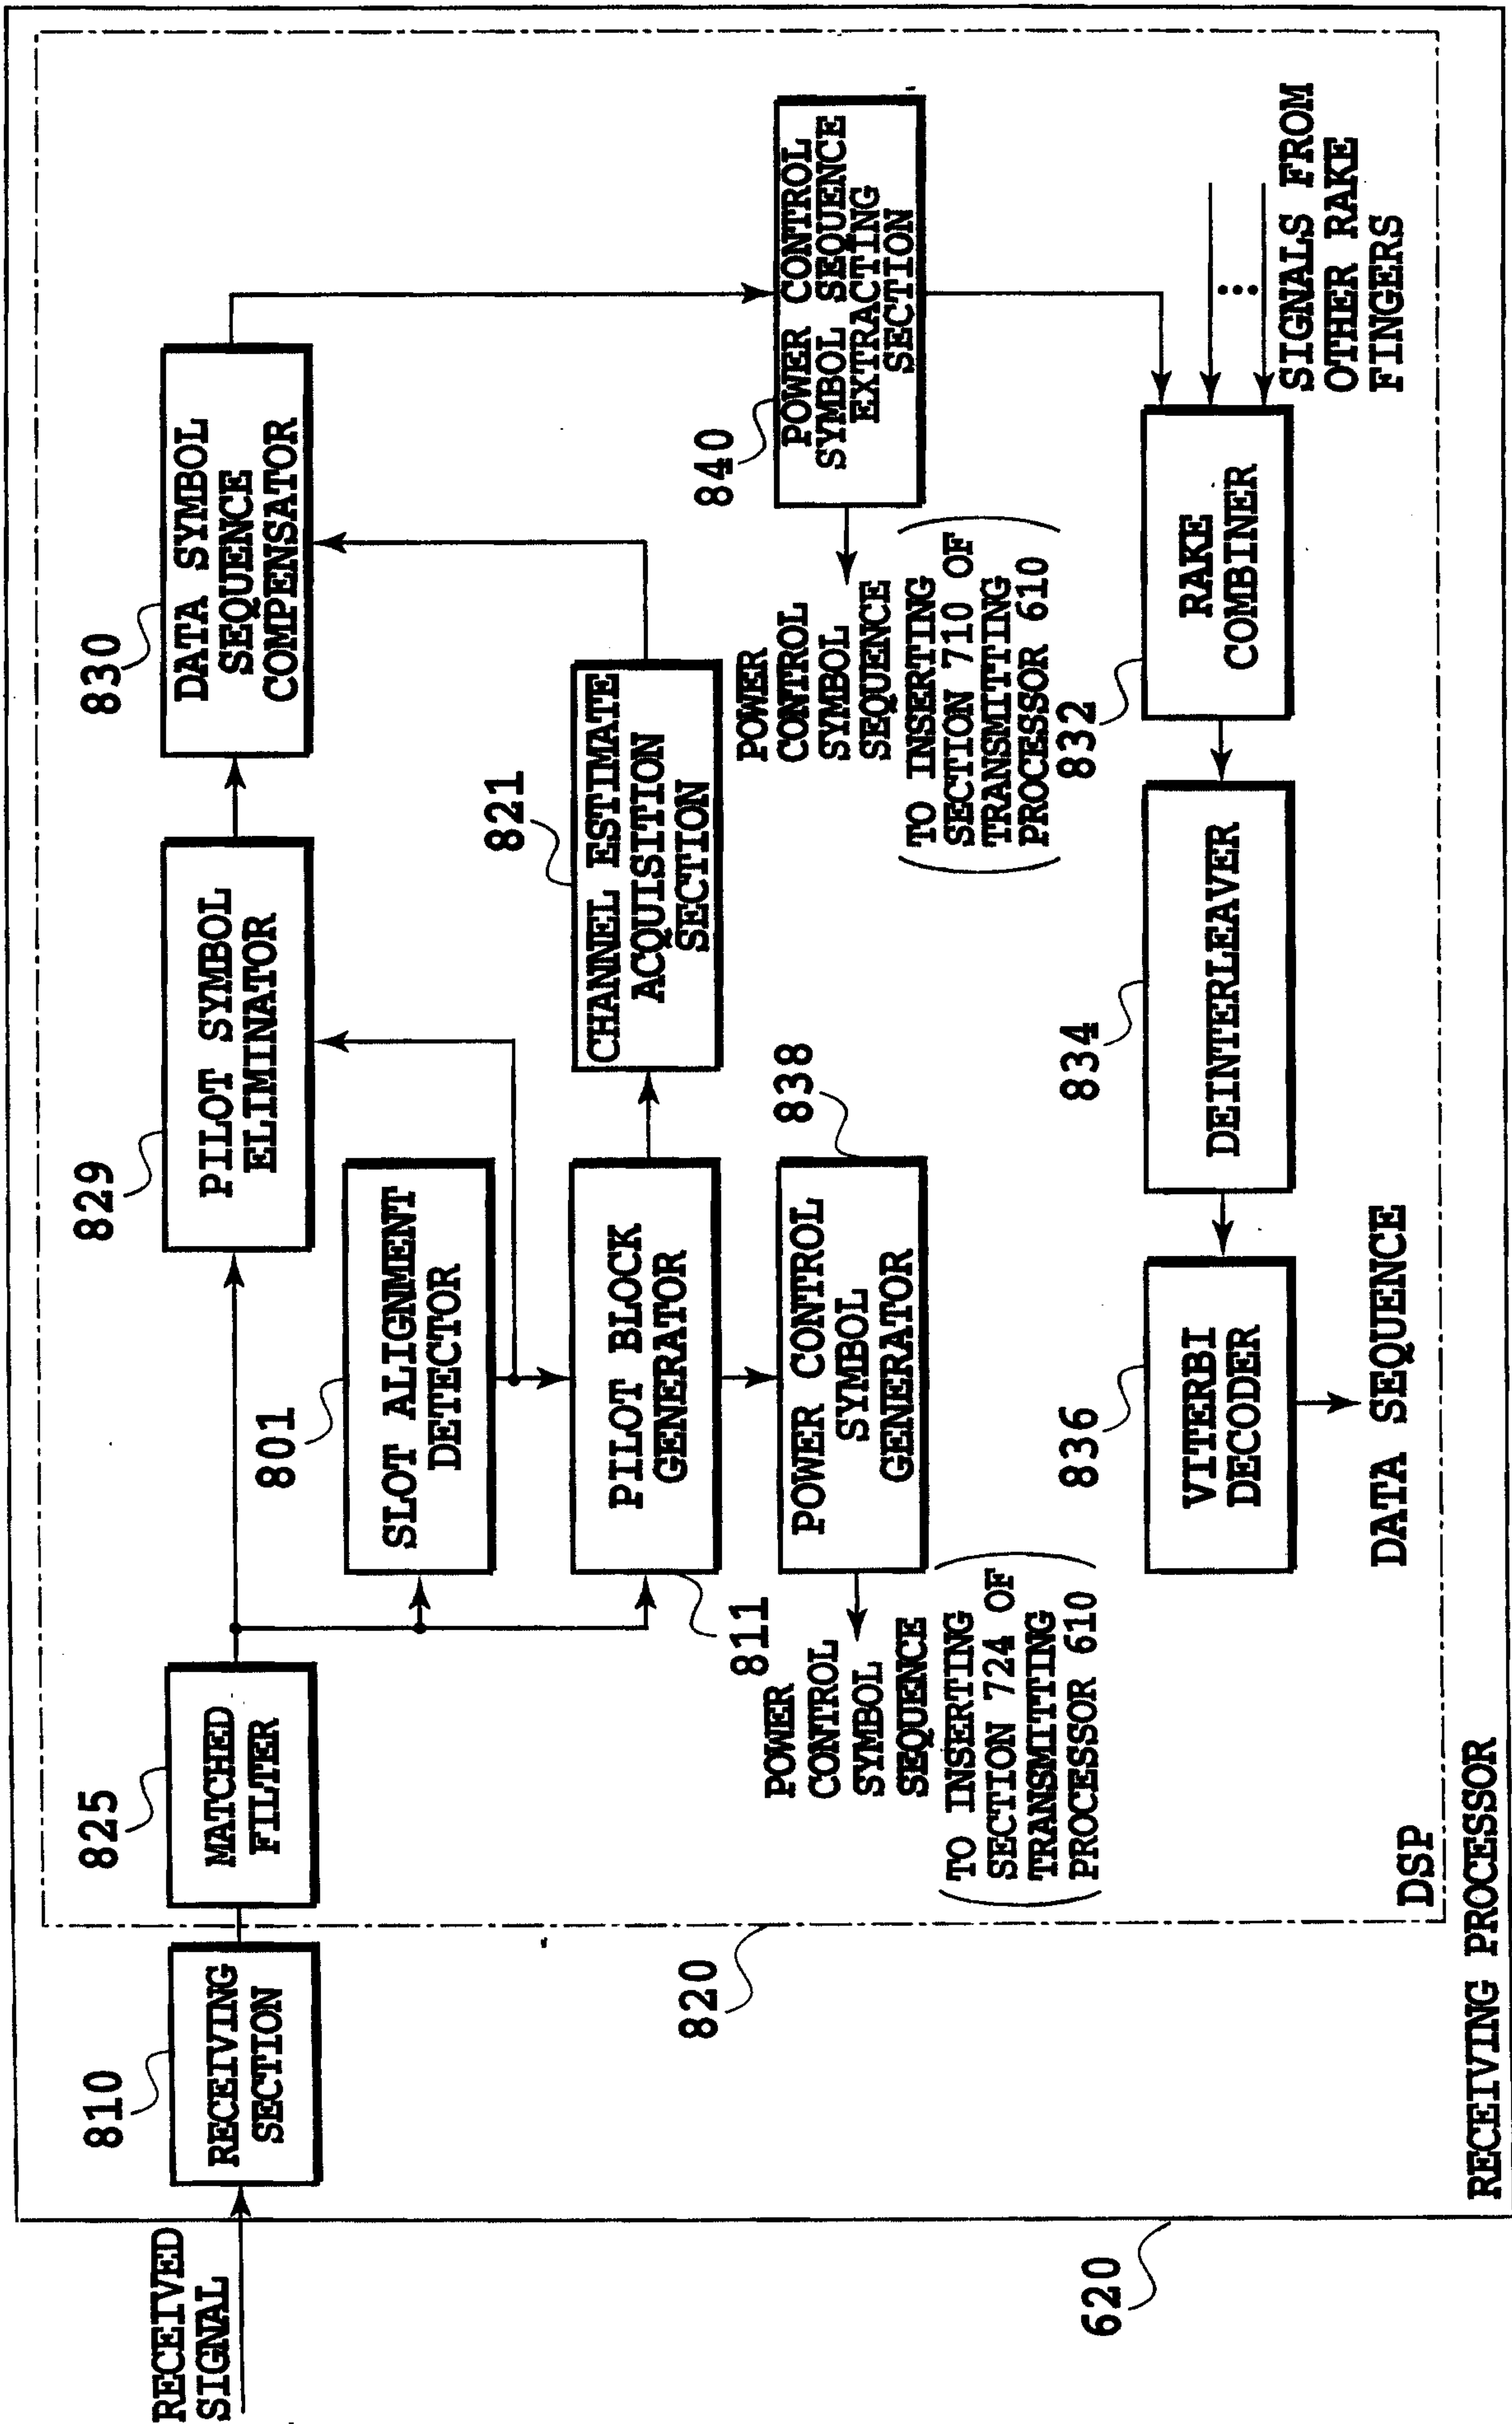 RECEIVED
SIGNAL
810
RECEIVING
SECTION
825
MATCHED
FILTER
829
PILOT SYMBOL
ELIMINATOR
830
DATA SYMBOL
SEQUENCE
COMPENSATOR
801
SLOT ALIGNMENT
DETECTOR
811
PILOT BLOCK
GENERATOR
821
CHANNEL ESTIMATE
ACQUISITION
SECTION
838
POWER CONTROL
SYMBOL
GENERATOR
POWER
CONTROL
SYMBOL
SEQUENCE
TO INSERTING
SECTION 724 OF
TRANSMITTING
PROCESSOR 610
840
POWER CONTROL
SYMBOL SEQUENCE
EXTRACTING
SECTION
POWER
CONTROL
SYMBOL
SEQUENCE
TO INSERTING
SECTION 710 OF
TRANSMITTING
PROCESSOR 610
832
RAKE
COMBINER
SIGNALS FROM
OTHER RAKE
FINGERS
834
DEINTERLEAVER
836
VITERBI
DECODER
DATA SEQUENCE
820
DSP
620
RECEIVING PROCESSOR